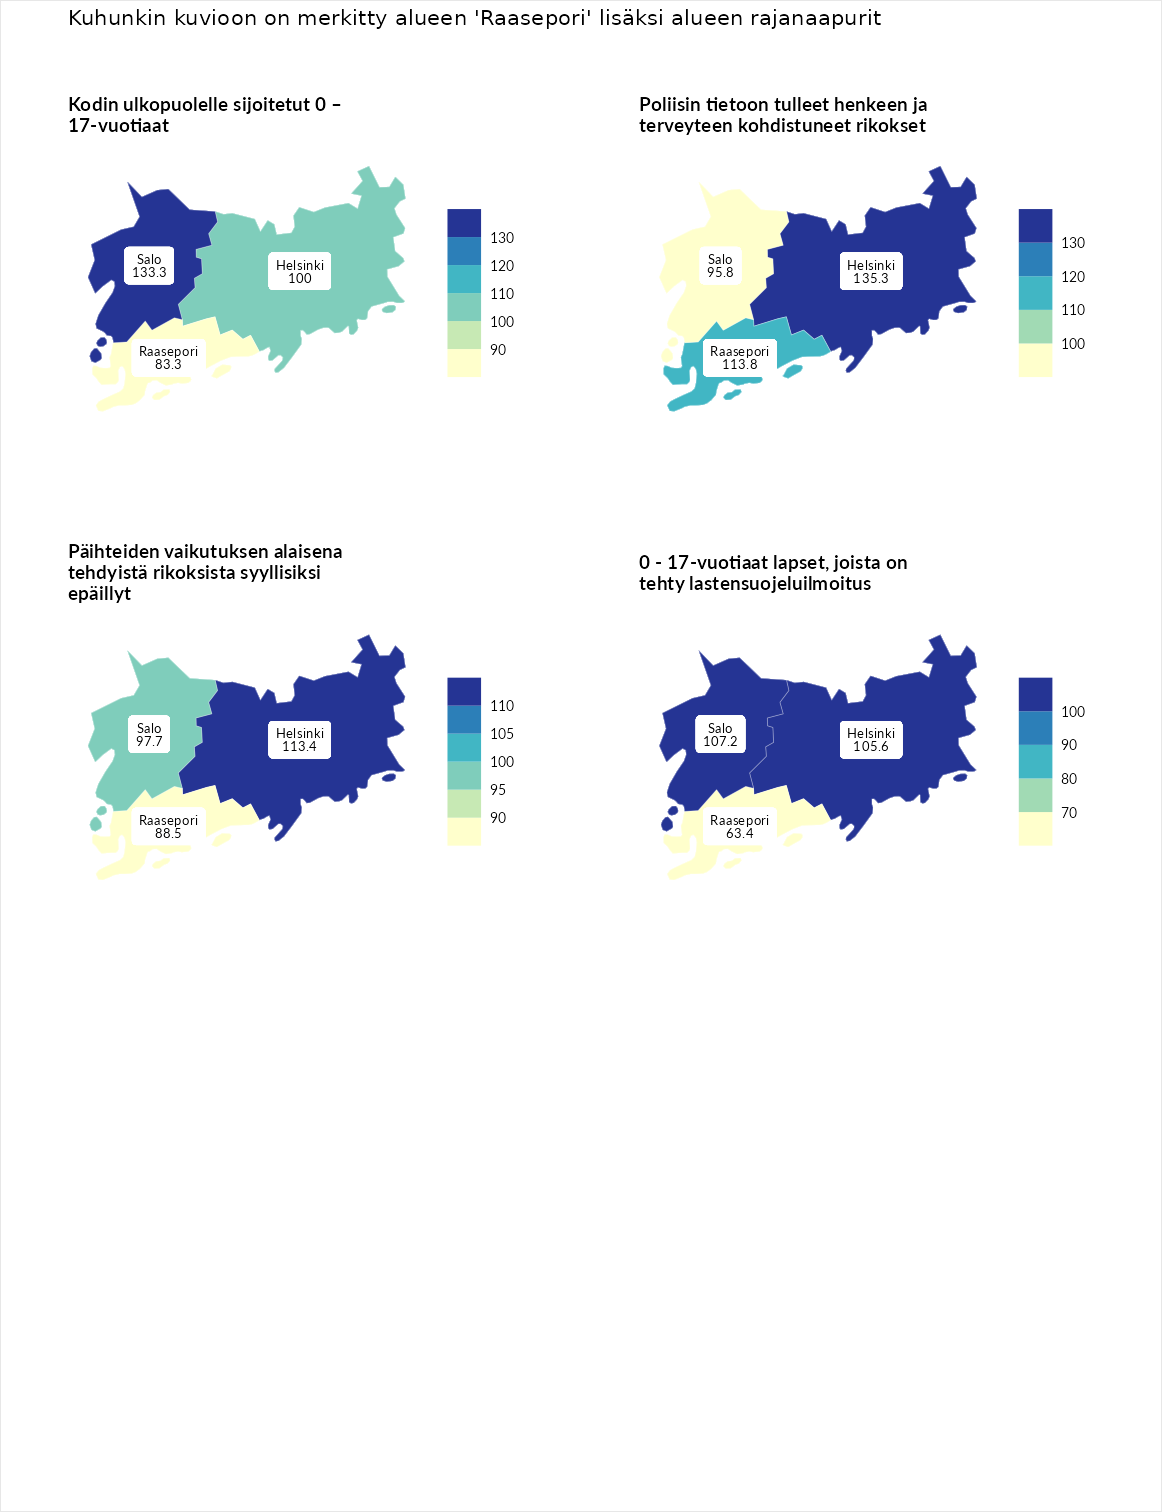 Kuhunkin kuvioon on merkitty alueen 'Raasepori' lisäksi alueen rajanaapurit
Kodin ulkopuolelle sijoitetut 0 –
17-vuotiaat
Salo
133.3
Helsinki
100
Raasepori
83.3
130
120
110
100
90
Poliisin tietoon tulleet henkeen ja
terveyteen kohdistuneet rikokset
Salo
95.8
Helsinki
135.3
Raasepori
113.8
130
120
110
100
Päihteiden vaikutuksen alaisena
tehdyistä rikoksista syyllisiksi
epäillyt
Salo
97.7
Helsinki
113.4
Raasepori
88.5
110
105
100
95
90
0 - 17-vuotiaat lapset, joista on
tehty lastensuojeluilmoitus
Salo
107.2
Helsinki
105.6
Raasepori
63.4
100
90
80
70